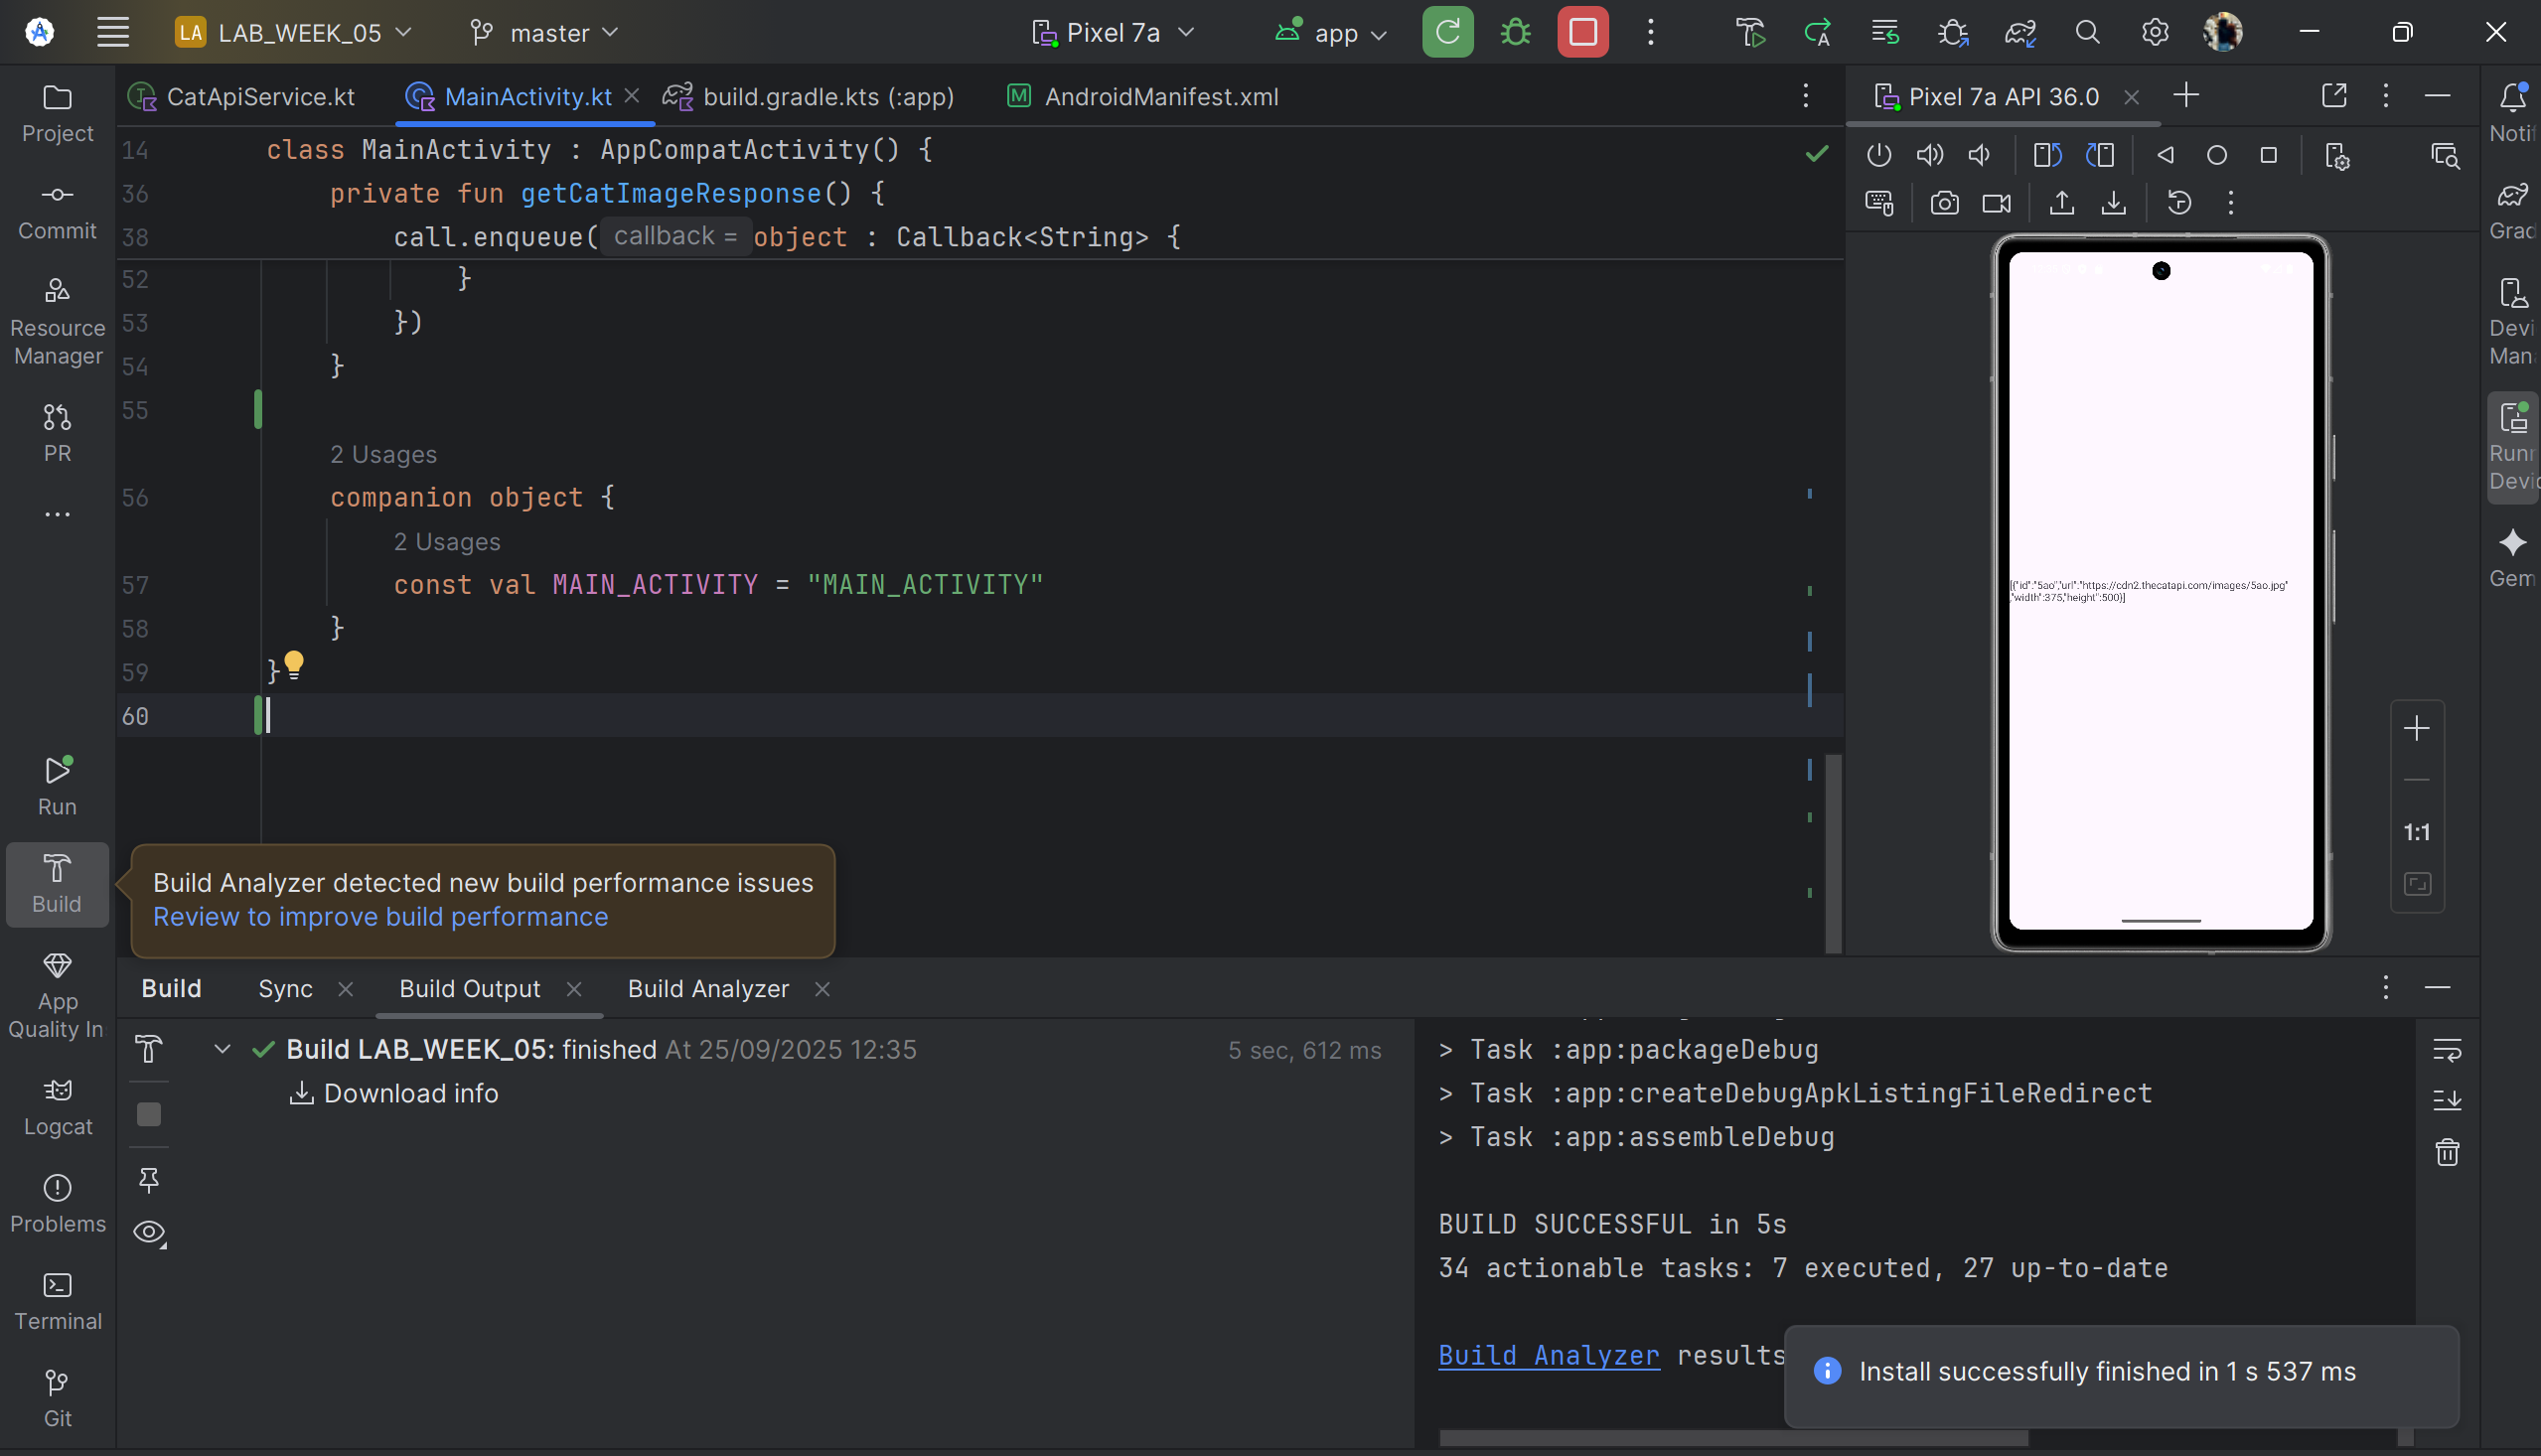 LA LAB_WEEK_05 master Pixel 7a app
CatApiService.kt MainActivity.kt build.gradle.kts (:app) AndroidManifest.xml
Pixel 7a API 36.0
Project
Commit
Resource
Manager
PR
Run
Build
App
Quality In
Logcat
Problems
Terminal
Git
14 class MainActivity : AppCompatActivity() {
36 private fun getCatImageResponse() {
38 call.enqueue( callback = object : Callback<String> {
52 }
53 })
54 }
55
2 Usages
56 companion object {
2 Usages
57 const val MAIN_ACTIVITY = "MAIN_ACTIVITY"
58 }
59 }
60
Build Analyzer detected new build performance issues
Review to improve build performance
[{"id":"5ao","url":"https://cdn2.thecatapi.com/images/5ao.jpg"
,"width":375,"height":500}]
1:1
Noti
Grad
Devi
Man
Runn
Devic
Gem
Build Sync Build Output Build Analyzer
Build LAB_WEEK_05: finished At 25/09/2025 12:35 5 sec, 612 ms
Download info
> Task :app:packageDebug
> Task :app:createDebugApkListingFileRedirect
> Task :app:assembleDebug
BUILD SUCCESSFUL in 5s
34 actionable tasks: 7 executed, 27 up-to-date
Build Analyzer results
Install successfully finished in 1 s 537 ms